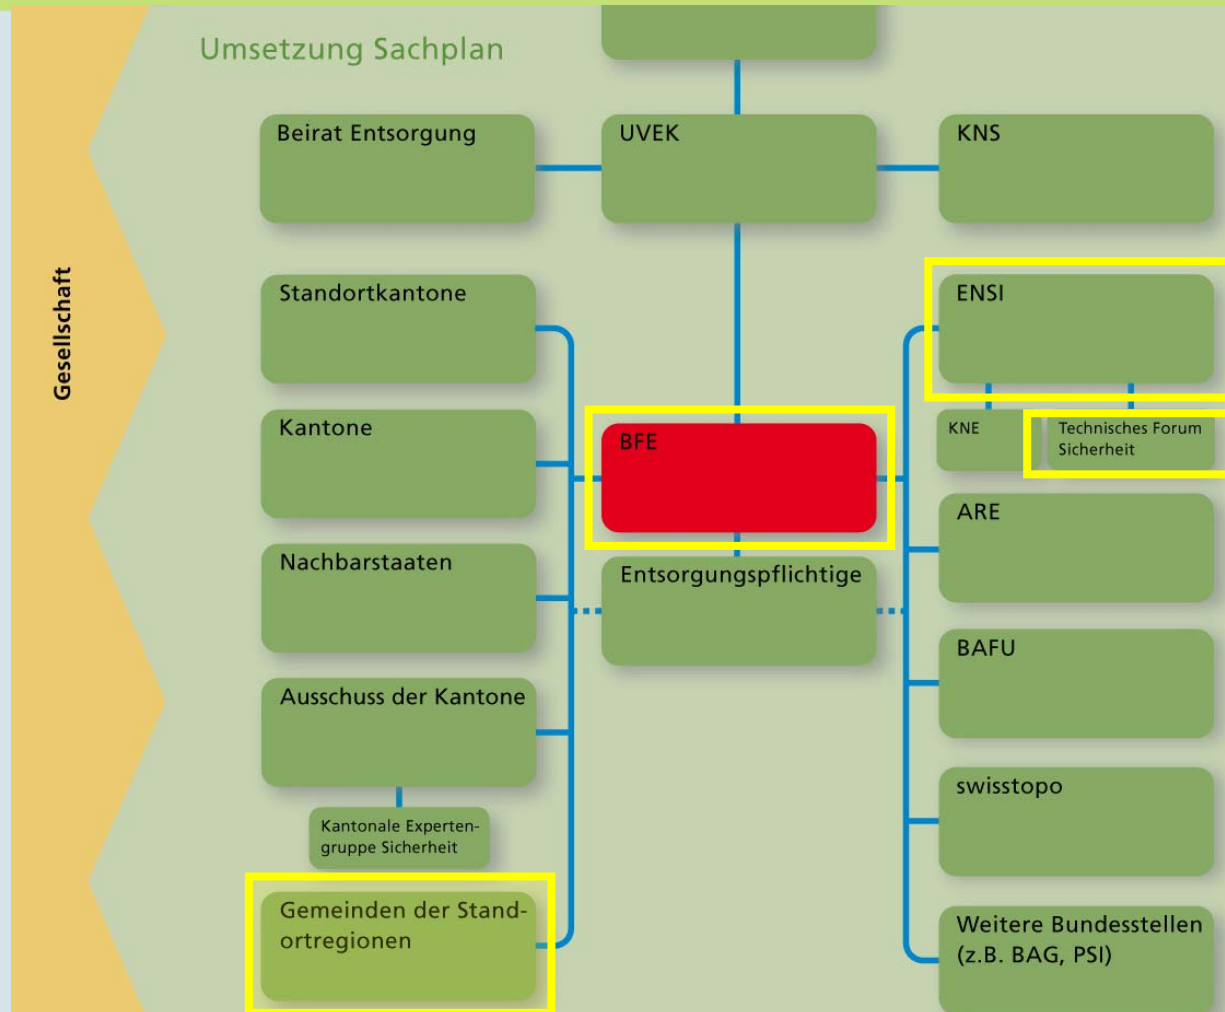 Umsetzung Sachplan
Beirat Entsorgung
UVEK
KNS
Gesellschaft
Standortkantone
ENSI
Kantone
BFE
KNE
Technisches Forum
Sicherheit
ARE
Nachbarstaaten
Entsorgungspflichtige
BAFU
Ausschuss der Kantone
swisstopo
Kantonale Experten-
gruppe Sicherheit
Gemeinden der Stand-
ortregionen
Weitere Bundesstellen
(z.B. BAG, PSI)